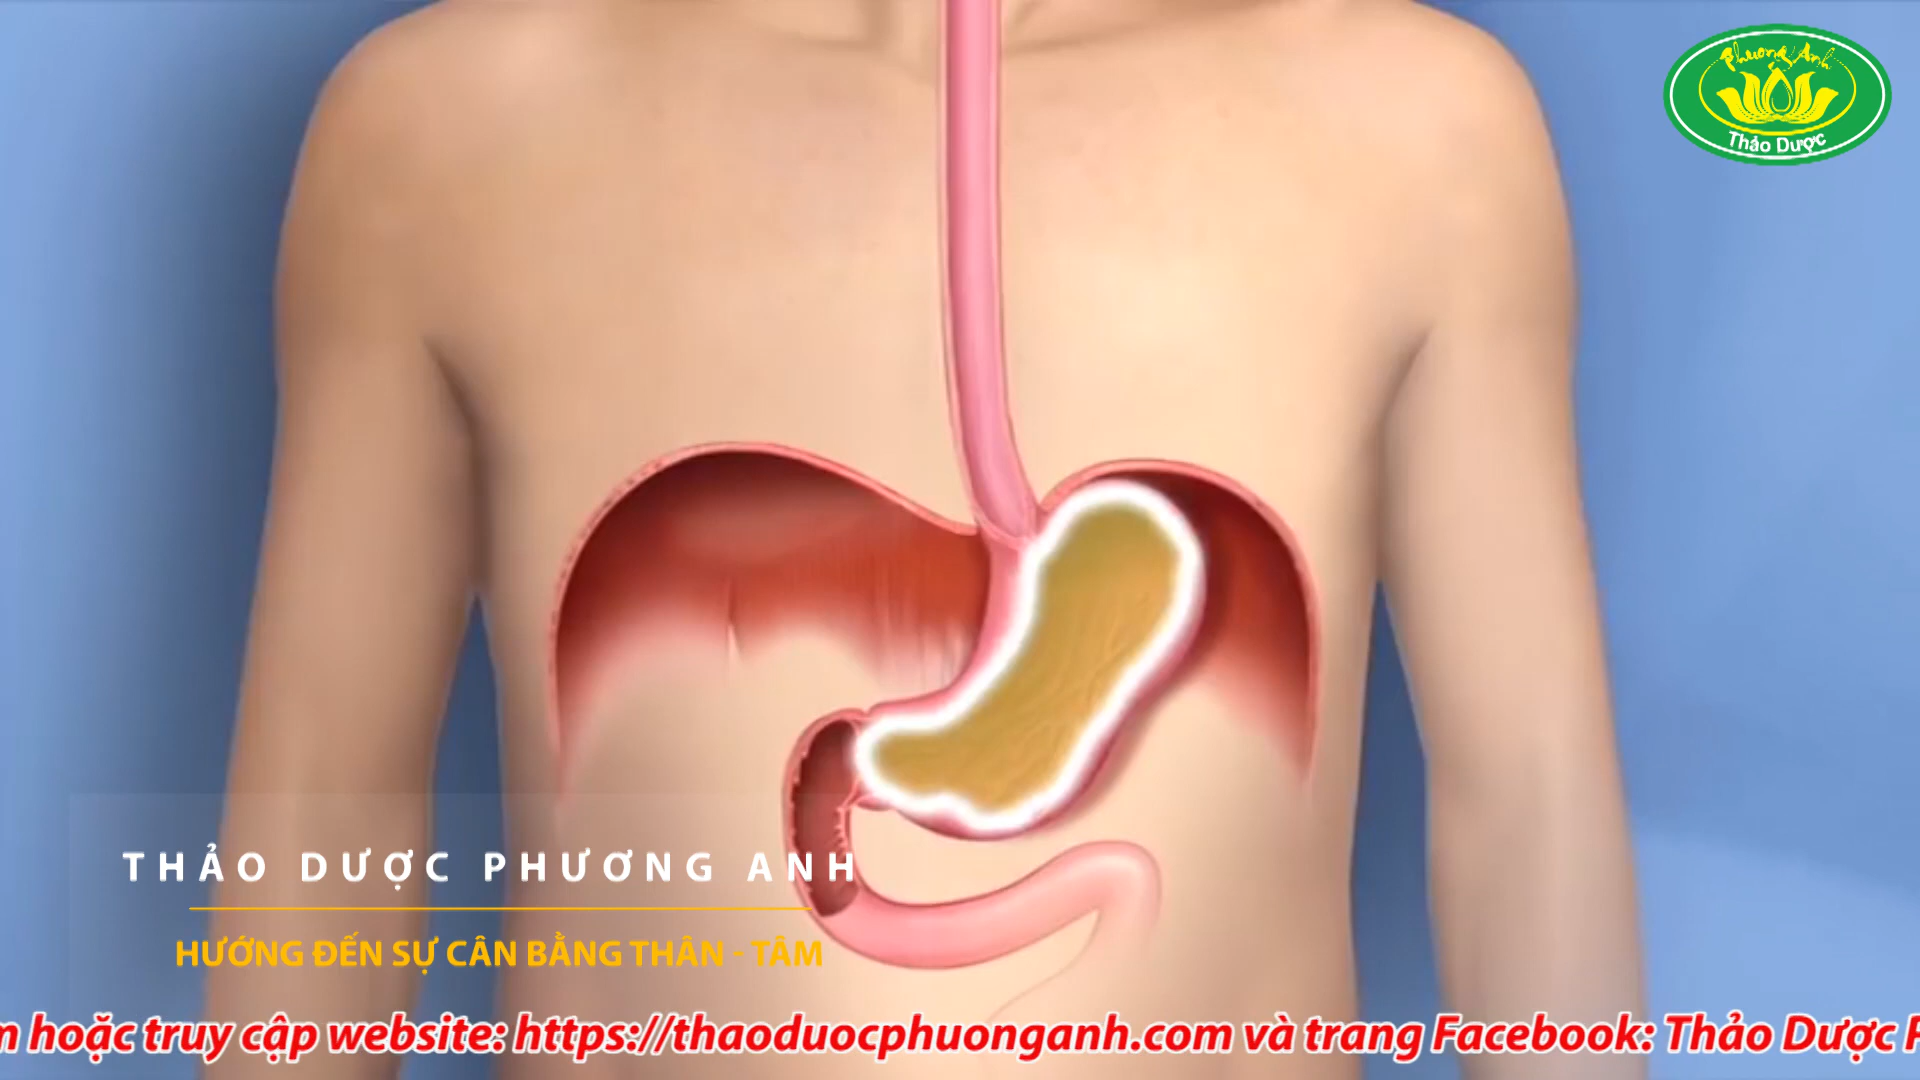 Phương Anh
Thảo Dược
THẢO DƯỢC PHƯƠNG ANH
HƯỚNG ĐẾN SỰ CÂN BẰNG THÂN - TÂM
hoặc truy cập website: https://thaoduocphuonganh.com và trang Facebook: Thảo Dược